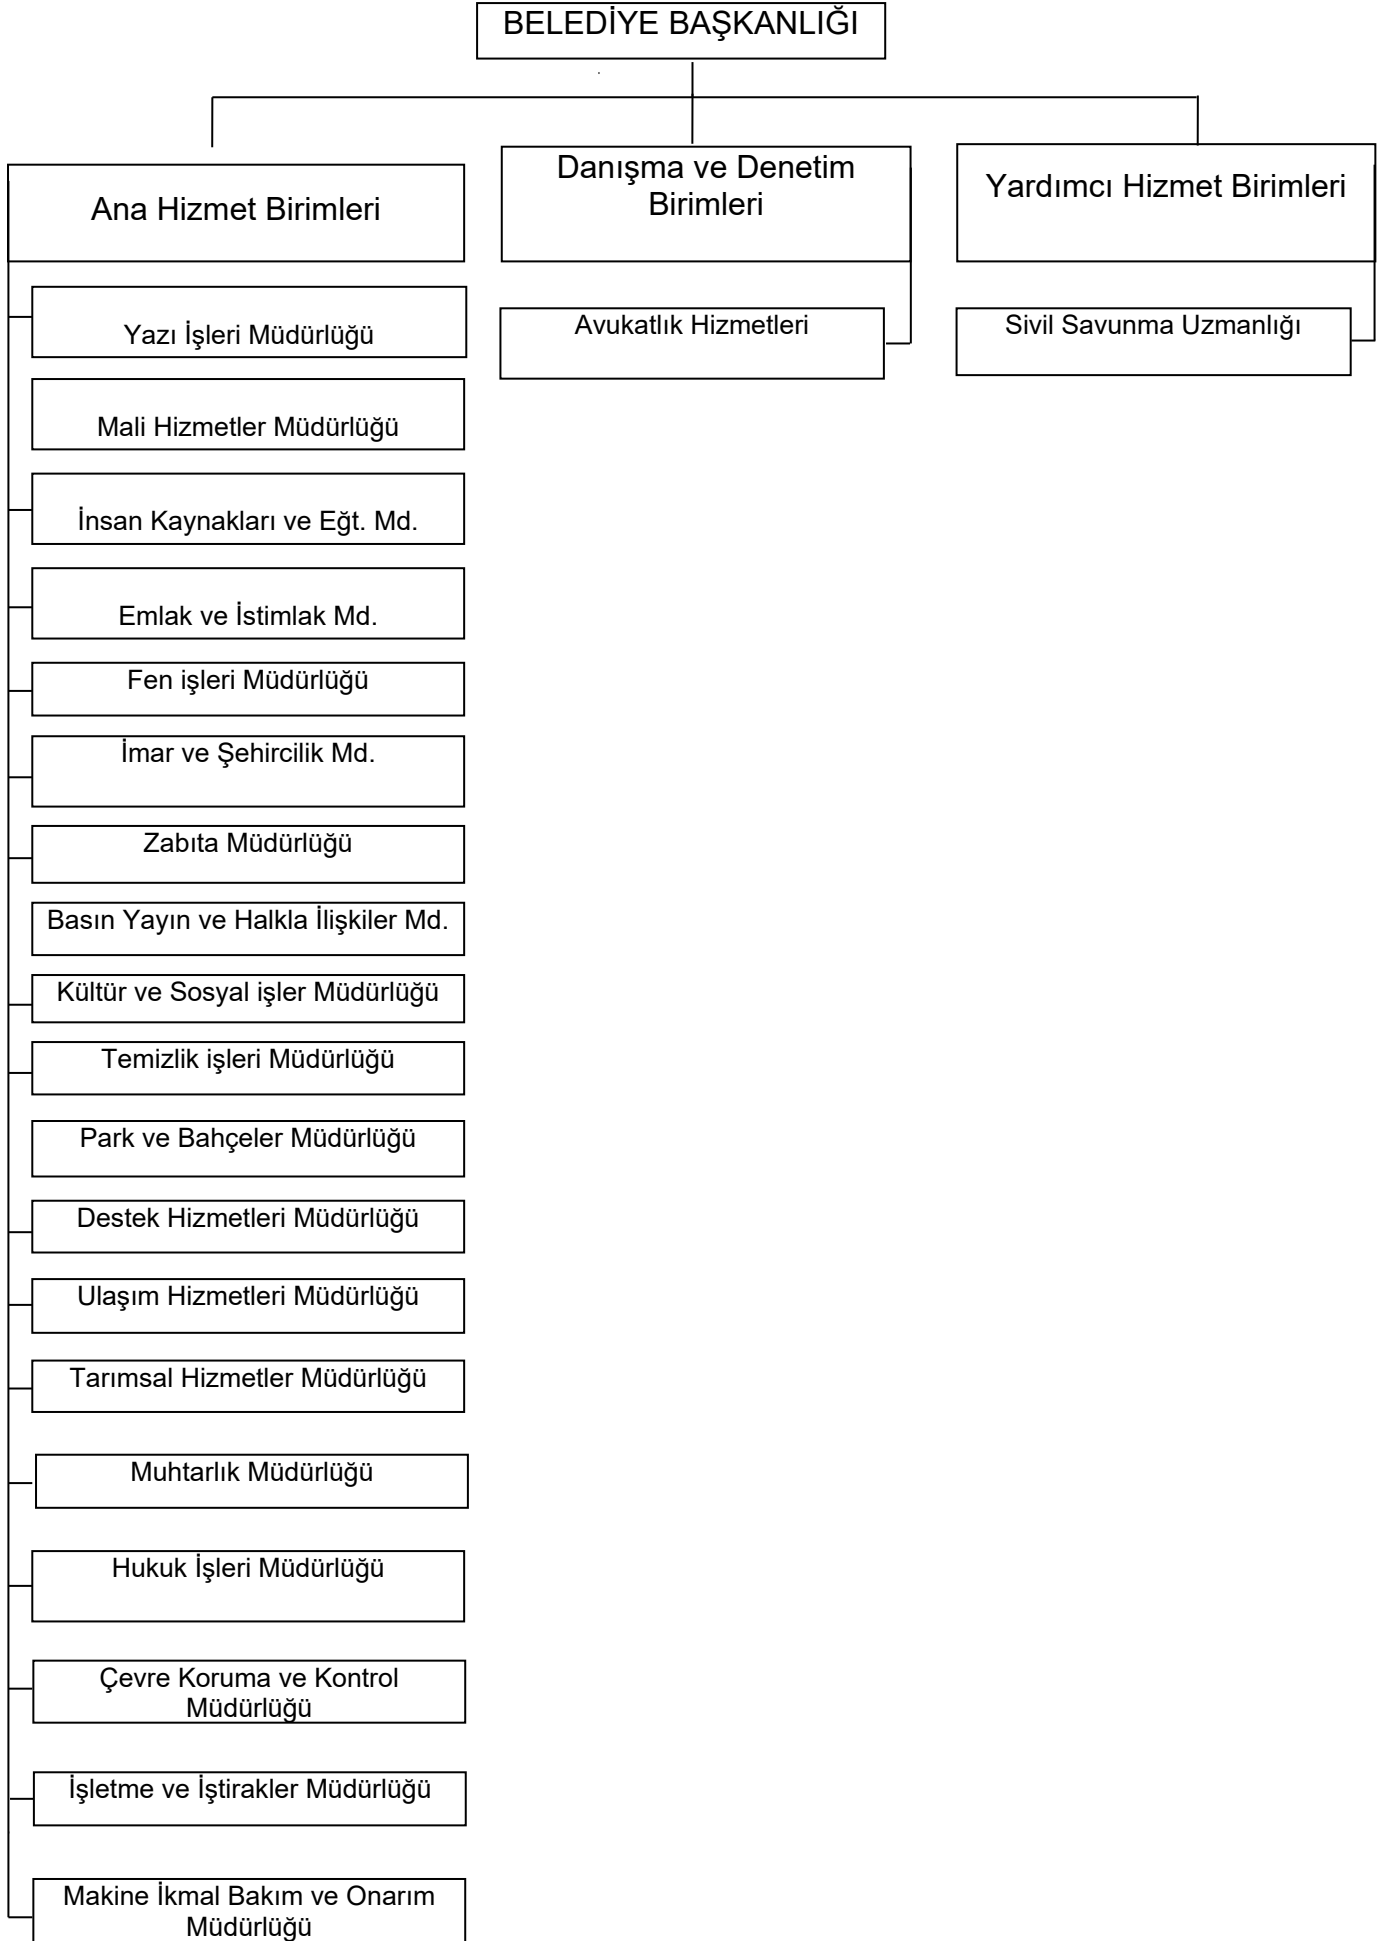 BELEDİYE BAŞKANLIĞI
Ana Hizmet Birimleri
Danışma ve Denetim
Birimleri
Yardımcı Hizmet Birimleri
Yazı İşleri Müdürlüğü
Avukatlık Hizmetleri
Sivil Savunma Uzmanlığı
Mali Hizmetler Müdürlüğü
İnsan Kaynakları ve Eğt. Md.
Emlak ve İstimlak Md.
Fen işleri Müdürlüğü
İmar ve Şehircilik Md.
Zabıta Müdürlüğü
Basın Yayın ve Halkla İlişkiler Md.
Kültür ve Sosyal işler Müdürlüğü
Temizlik işleri Müdürlüğü
Park ve Bahçeler Müdürlüğü
Destek Hizmetleri Müdürlüğü
Ulaşım Hizmetleri Müdürlüğü
Tarımsal Hizmetler Müdürlüğü
Muhtarlık Müdürlüğü
Hukuk İşleri Müdürlüğü
Çevre Koruma ve Kontrol
Müdürlüğü
İşletme ve İştirakler Müdürlüğü
Makine İkmal Bakım ve Onarım
Müdürlüğü